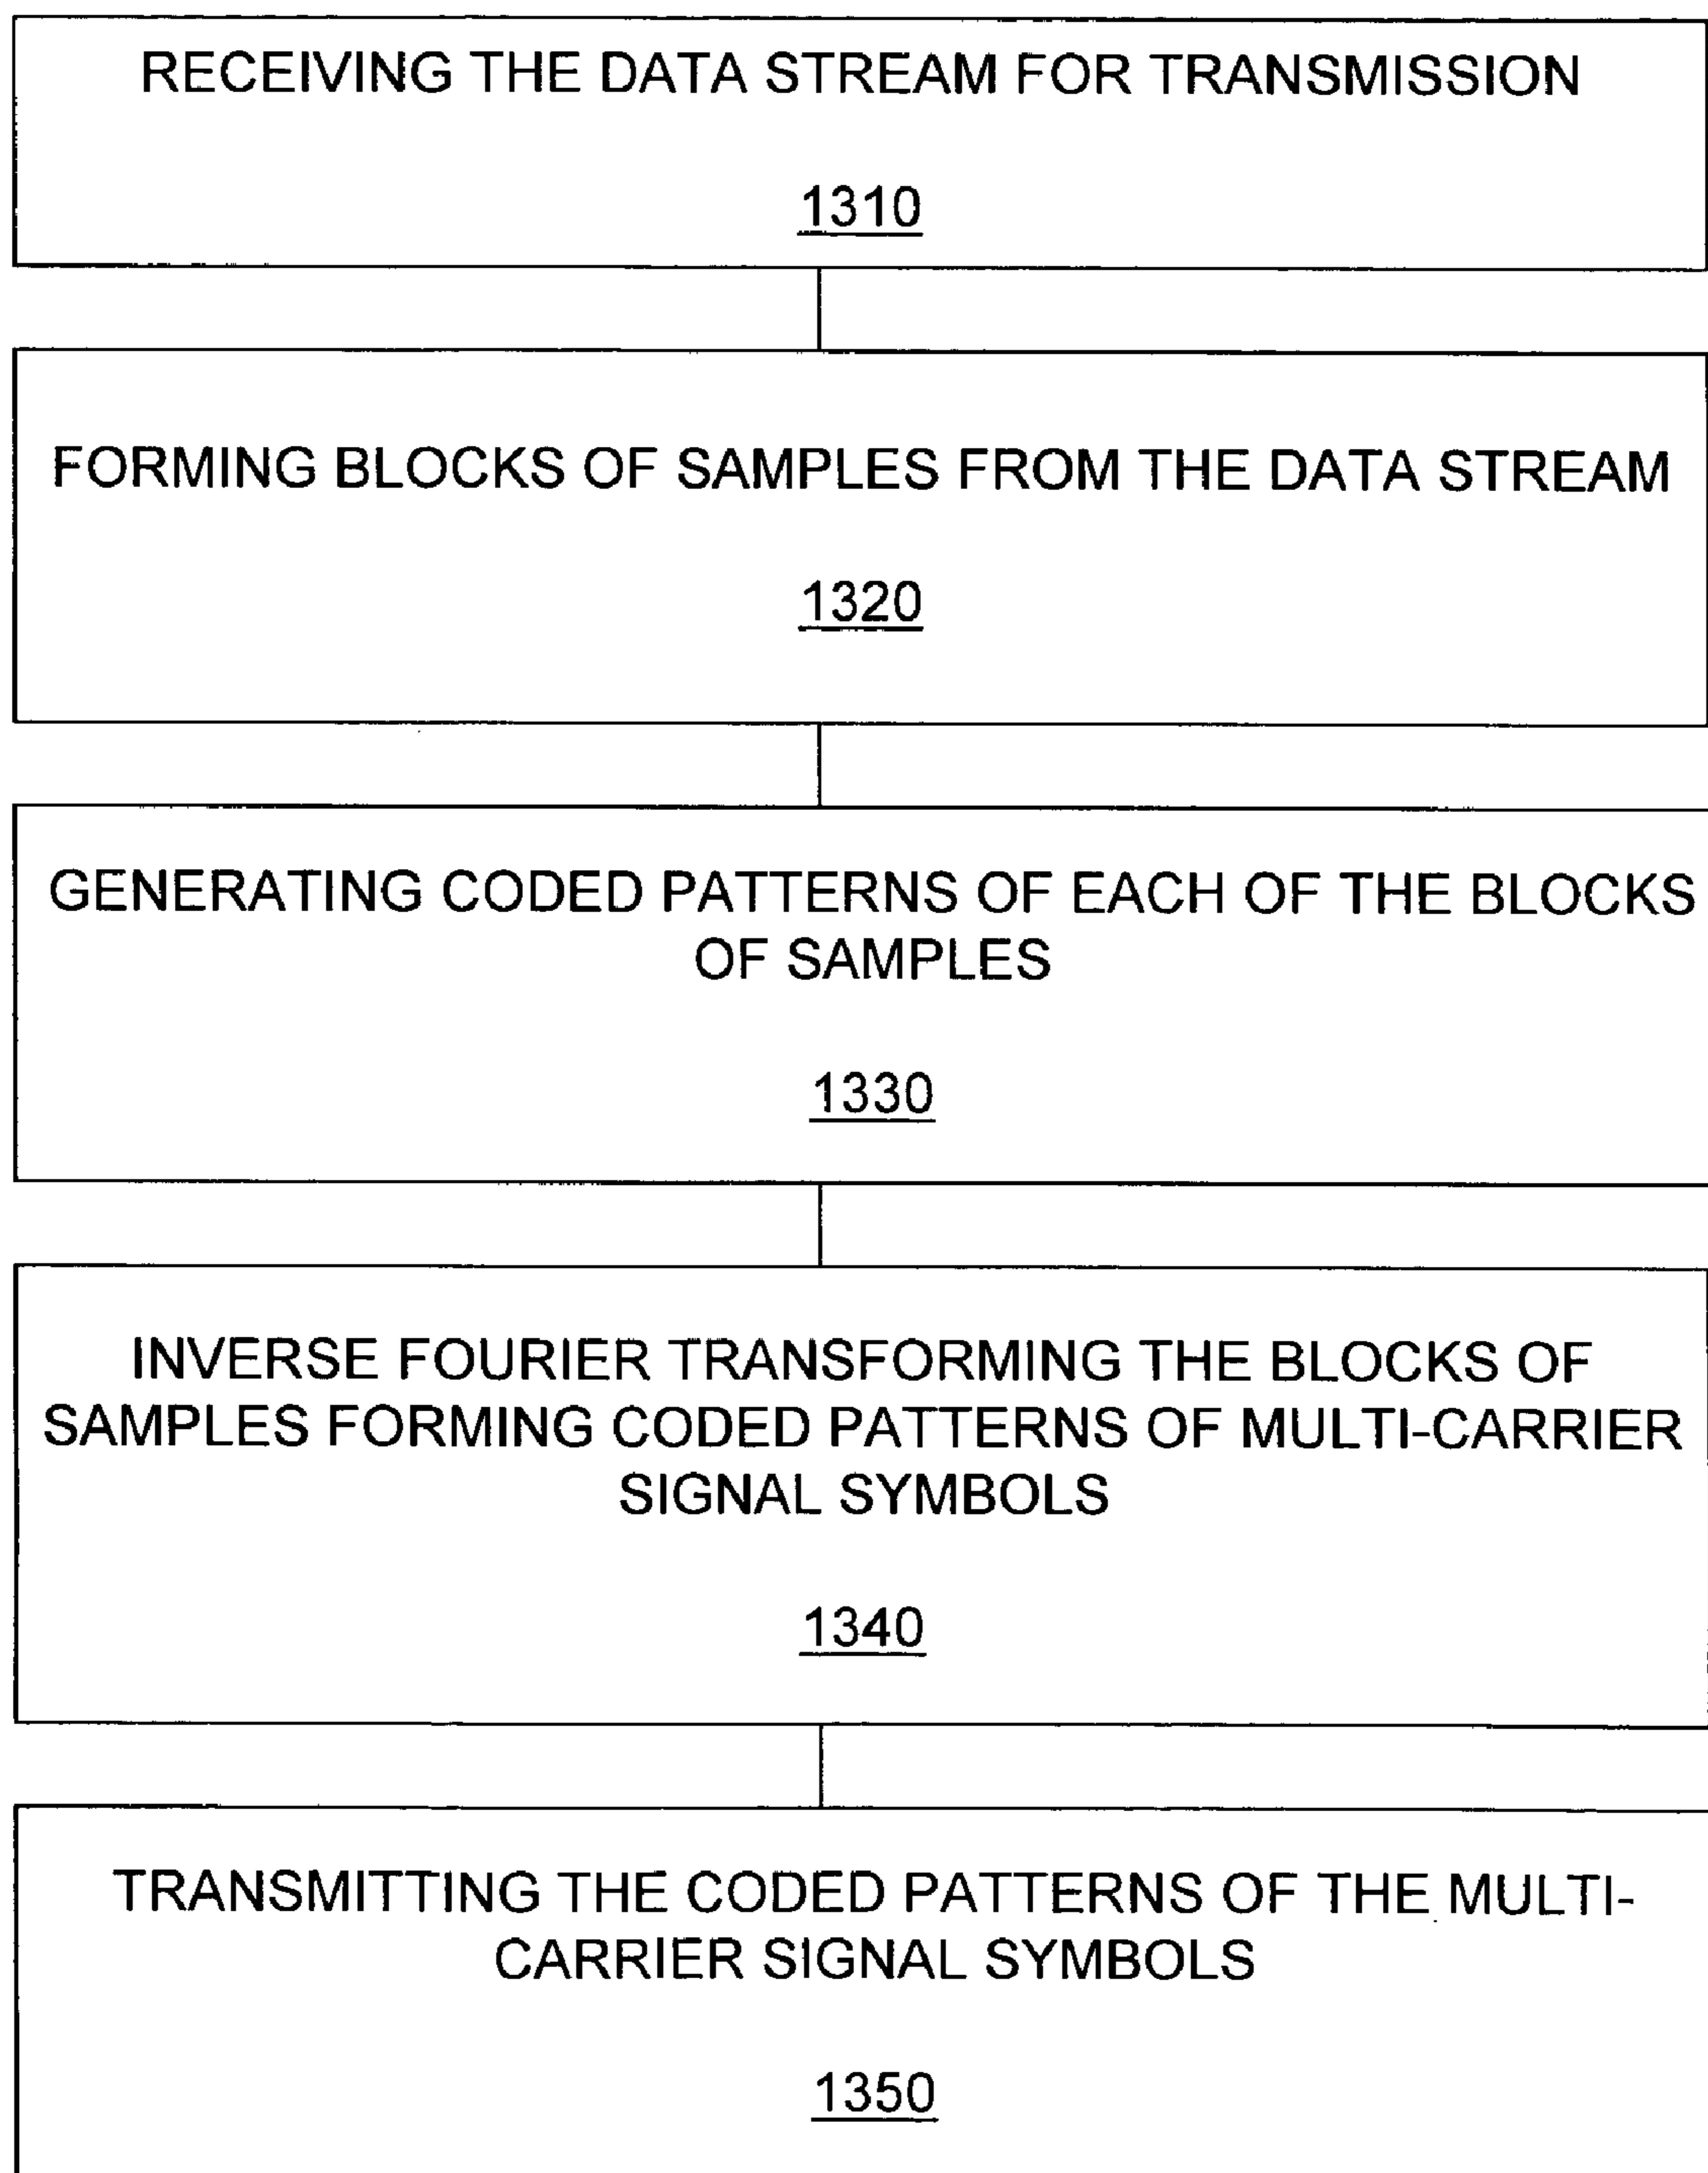 RECEIVING THE DATA STREAM FOR TRANSMISSION
1310
FORMING BLOCKS OF SAMPLES FROM THE DATA STREAM
1320
GENERATING CODED PATTERNS OF EACH OF THE BLOCKS
OF SAMPLES
1330
INVERSE FOURIER TRANSFORMING THE BLOCKS OF
SAMPLES FORMING CODED PATTERNS OF MULTI-CARRIER
SIGNAL SYMBOLS
1340
TRANSMITTING THE CODED PATTERNS OF THE MULTI-
CARRIER SIGNAL SYMBOLS
1350